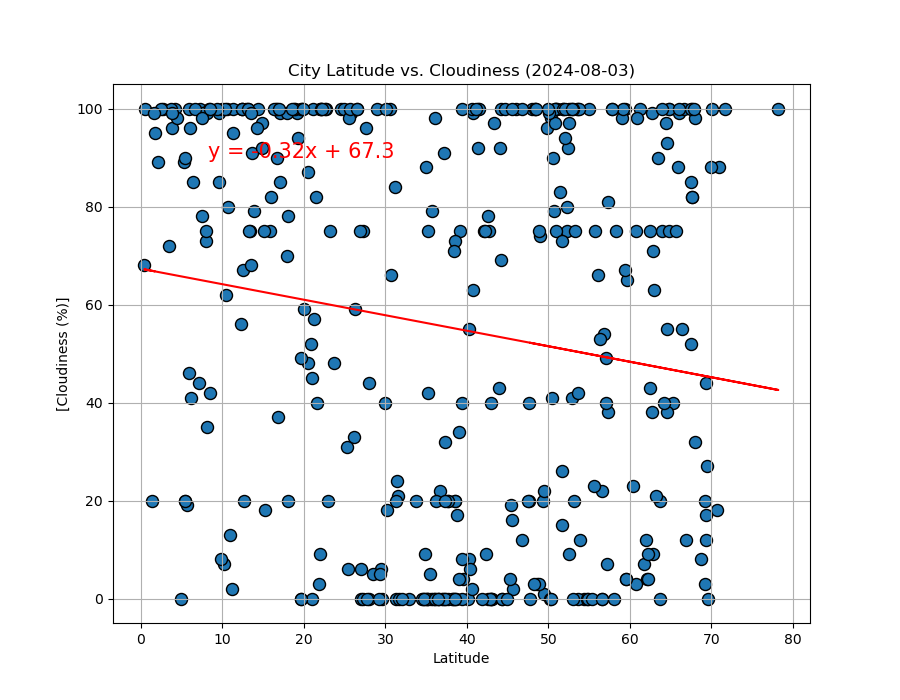 City Latitude vs. Cloudiness (2024-08-03)
100
y = -0.32x + 67.3
80
60
40
20
0
[Cloudiness (%)]
0 10 20 30 40 50 60 70 80
Latitude